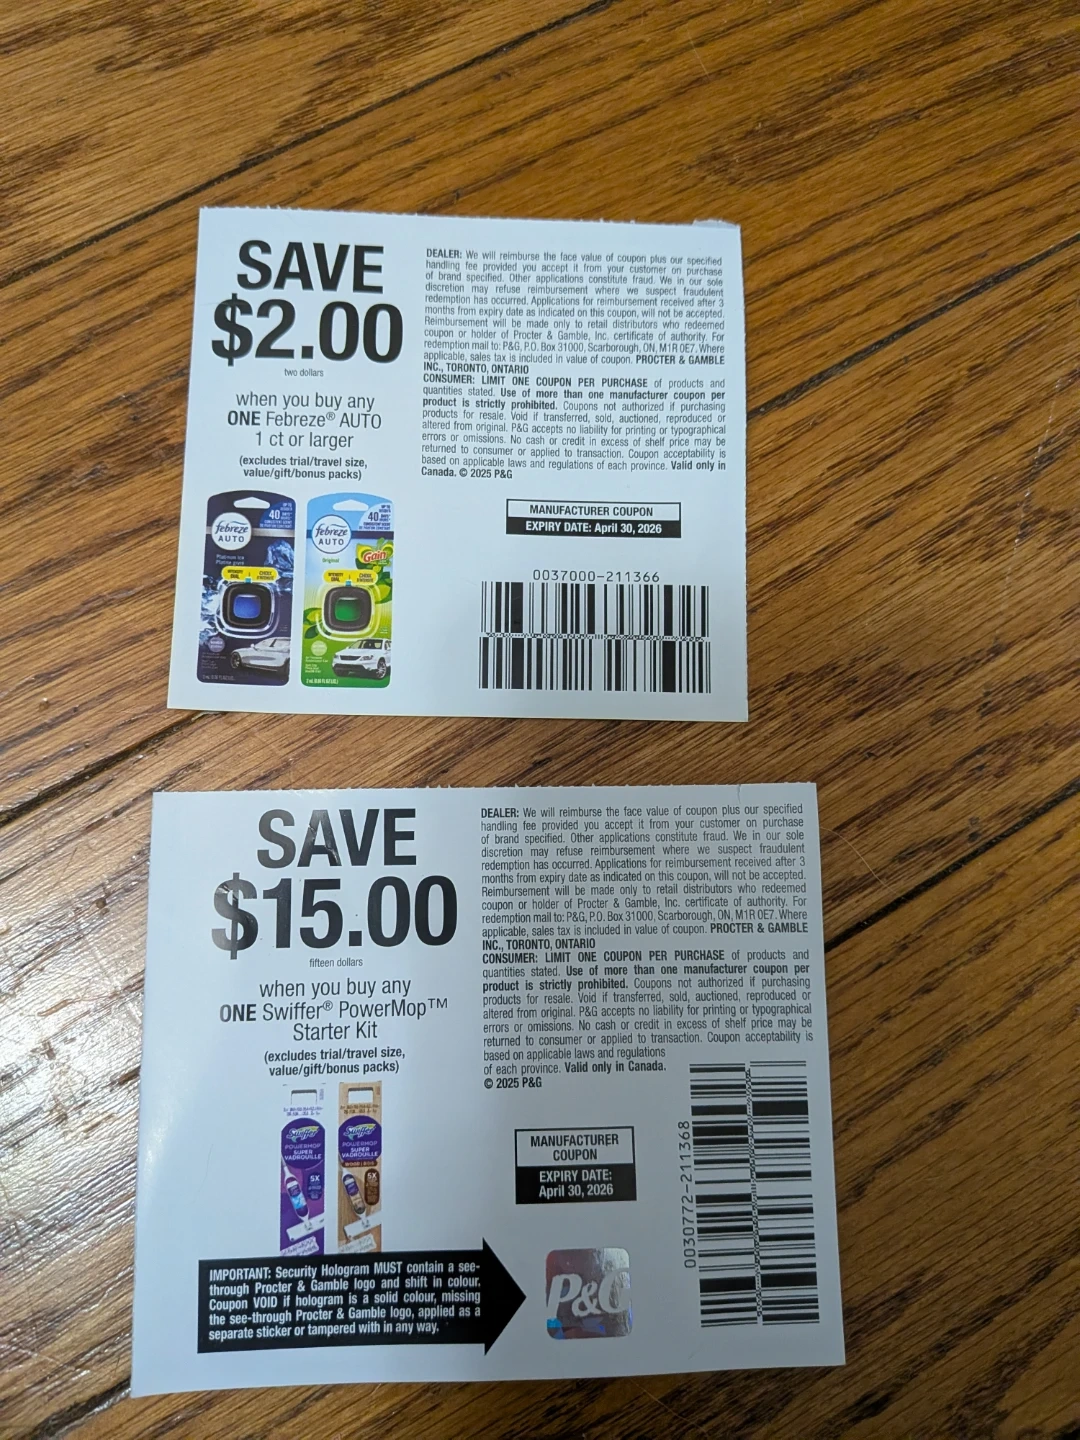 SAVE
$2.00
two dollars
when you buy any
ONE Febreze® AUTO
1 ct or larger
(excludes trial/travel size,
value/gift/bonus packs)
febreze
AUTO
40
febreze
AUTO
40
Original
Gain
DEALER: We will reimburse the face value of coupon plus our specified
handling fee provided you accept it from your customer on purchase
of brand specified. Other applications constitute fraud. We in our sole
discretion may refuse reimbursement where we suspect fraudulent
redemption has occurred. Applications for reimbursement received after 3
months from expiry date as indicated on this coupon, will not be accepted.
Reimbursement will be made only to retail distributors who redeemed
coupon or holder of Procter & Gamble, Inc. certificate of authority. For
redemption mail to: P&G, P.O. Box 31000, Scarborough, ON, M1R 0E7. Where
applicable, sales tax is included in value of coupon. PROCTER & GAMBLE
INC., TORONTO, ONTARIO
CONSUMER: LIMIT ONE COUPON PER PURCHASE of products and
quantities stated. Use of more than one manufacturer coupon per
product is strictly prohibited. Coupons not authorized if purchasing
products for resale. Void if transferred, sold, auctioned, reproduced or
altered from original. P&G accepts no liability for printing or typographical
errors or omissions. No cash or credit in excess of shelf price may be
returned to consumer or applied to transaction. Coupon acceptability is
based on applicable laws and regulations of each province. Valid only in
Canada. © 2025 P&G
MANUFACTURER COUPON
EXPIRY DATE: April 30, 2026
0037000-211366
SAVE
$15.00
fifteen dollars
when you buy any
ONE Swiffer® PowerMop™
Starter Kit
(excludes trial/travel size,
value/gift/bonus packs)
Swiffer
POWERMOP
SUPER
VADROUILLE
5X
Swiffer
POWERMOP
SUPER
VADROUILLE
5X
IMPORTANT: Security Hologram MUST contain a see-
through Procter & Gamble logo and shift in colour.
Coupon VOID if hologram is a solid colour, missing
the see-through Procter & Gamble logo, applied as a
separate sticker or tampered with in any way.
DEALER: We will reimburse the face value of coupon plus our specified
handling fee provided you accept it from your customer on purchase
of brand specified. Other applications constitute fraud. We in our sole
discretion may refuse reimbursement where we suspect fraudulent
redemption has occurred. Applications for reimbursement received after 3
months from expiry date as indicated on this coupon, will not be accepted.
Reimbursement will be made only to retail distributors who redeemed
coupon or holder of Procter & Gamble, Inc. certificate of authority. For
redemption mail to: P&G, P.O. Box 31000, Scarborough, ON, M1R 0E7. Where
applicable, sales tax is included in value of coupon. PROCTER & GAMBLE
INC., TORONTO, ONTARIO
CONSUMER: LIMIT ONE COUPON PER PURCHASE of products and
quantities stated. Use of more than one manufacturer coupon per
product is strictly prohibited. Coupons not authorized if purchasing
products for resale. Void if transferred, sold, auctioned, reproduced or
altered from original. P&G accepts no liability for printing or typographical
errors or omissions. No cash or credit in excess of shelf price may be
returned to consumer or applied to transaction. Coupon acceptability is
based on applicable laws and regulations
of each province. Valid only in Canada.
© 2025 P&G
MANUFACTURER
COUPON
EXPIRY DATE:
April 30, 2026
P&G
0030772-211368